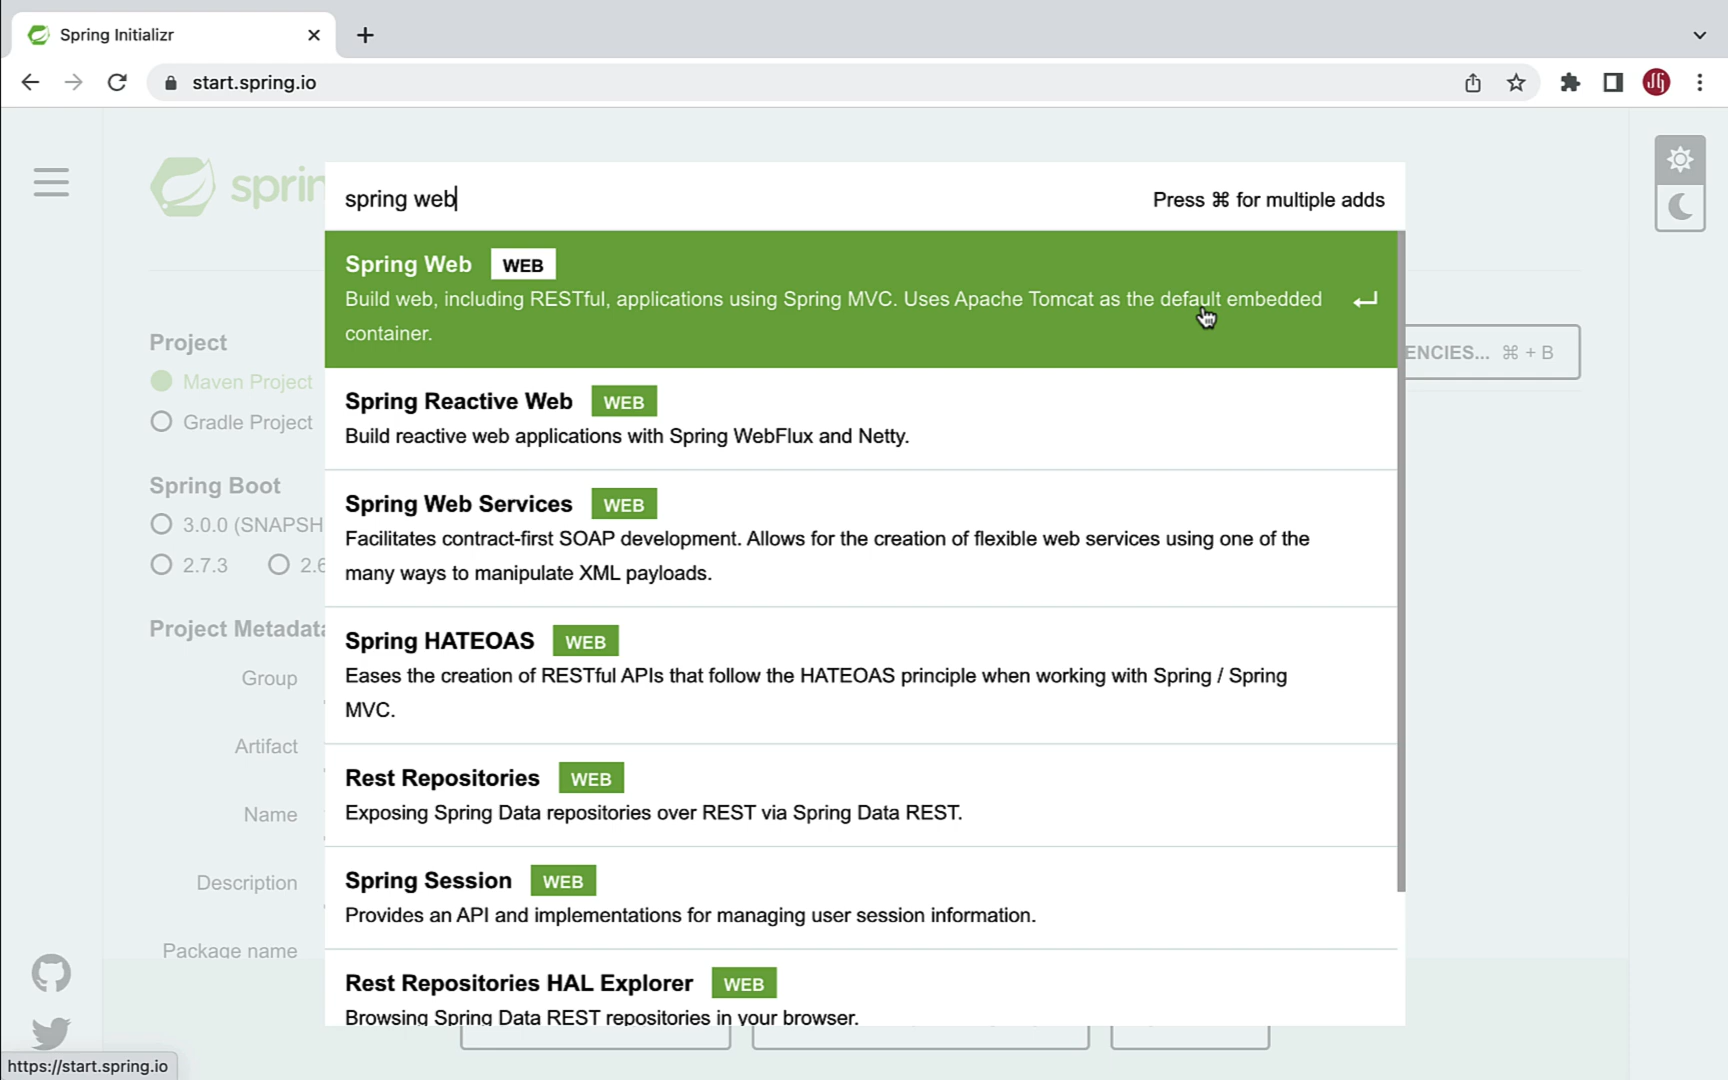 Spring Initializr
start.spring.io
sprin
spring web
Press ⌘ for multiple adds
Spring Web WEB
Build web, including RESTful, applications using Spring MVC. Uses Apache Tomcat as the default embedded
container.
ENCIES... ⌘ + B
Project
Maven Project
Gradle Project
Spring Reactive Web WEB
Build reactive web applications with Spring WebFlux and Netty.
Spring Boot
3.0.0 (SNAPSH
2.7.3 2.6
Spring Web Services WEB
Facilitates contract-first SOAP development. Allows for the creation of flexible web services using one of the
many ways to manipulate XML payloads.
Project Metadata
Group
Artifact
Name
Description
Package name
Spring HATEOAS WEB
Eases the creation of RESTful APIs that follow the HATEOAS principle when working with Spring / Spring
MVC.
Rest Repositories WEB
Exposing Spring Data repositories over REST via Spring Data REST.
Spring Session WEB
Provides an API and implementations for managing user session information.
Rest Repositories HAL Explorer WEB
Browsing Spring Data REST repositories in your browser.
https://start.spring.io